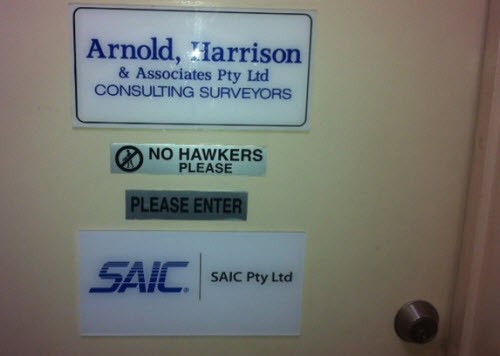 Arnold, Harrison
& Associates Pty Ltd
CONSULTING SURVEYORS
NO HAWKERS
PLEASE
PLEASE ENTER
SAIC® SAIC Pty Ltd